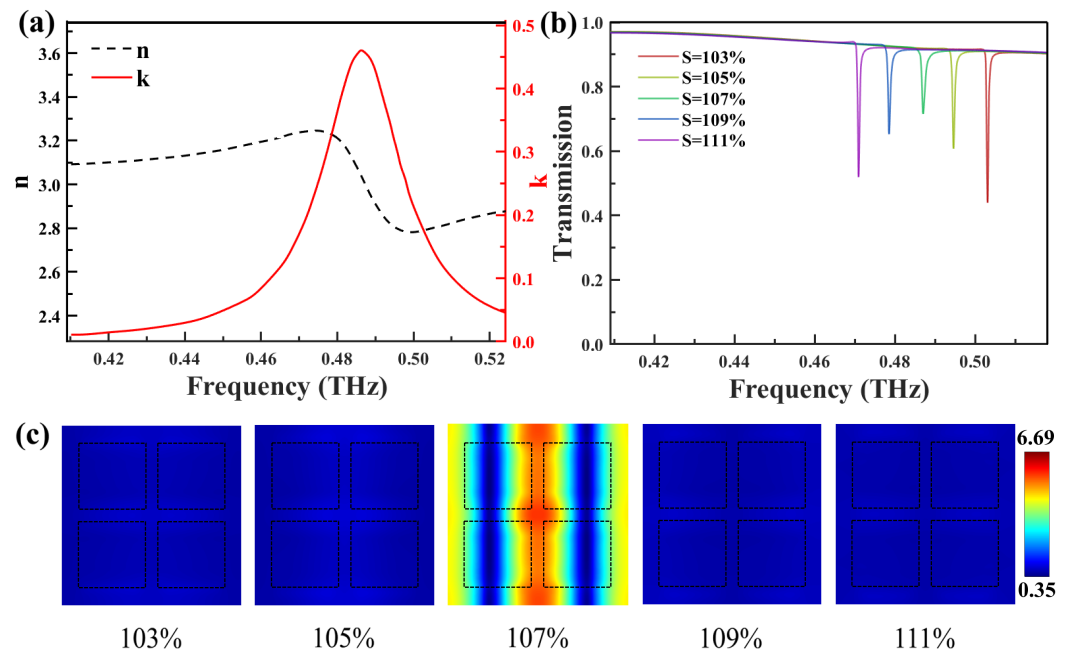 (a)
n
k
3.6
3.4
3.2
3.0
2.8
2.6
2.4
n
0.5
0.4
0.3
0.2
0.1
0.0
k
0.42 0.44 0.46 0.48 0.50 0.52
Frequency (THz)
(b)
1.0
0.8
0.6
0.4
0.2
0.0
Transmission
S=103%
S=105%
S=107%
S=109%
S=111%
0.42 0.44 0.46 0.48 0.50
Frequency (THz)
(c)
6.69
0.35
103% 105% 107% 109% 111%